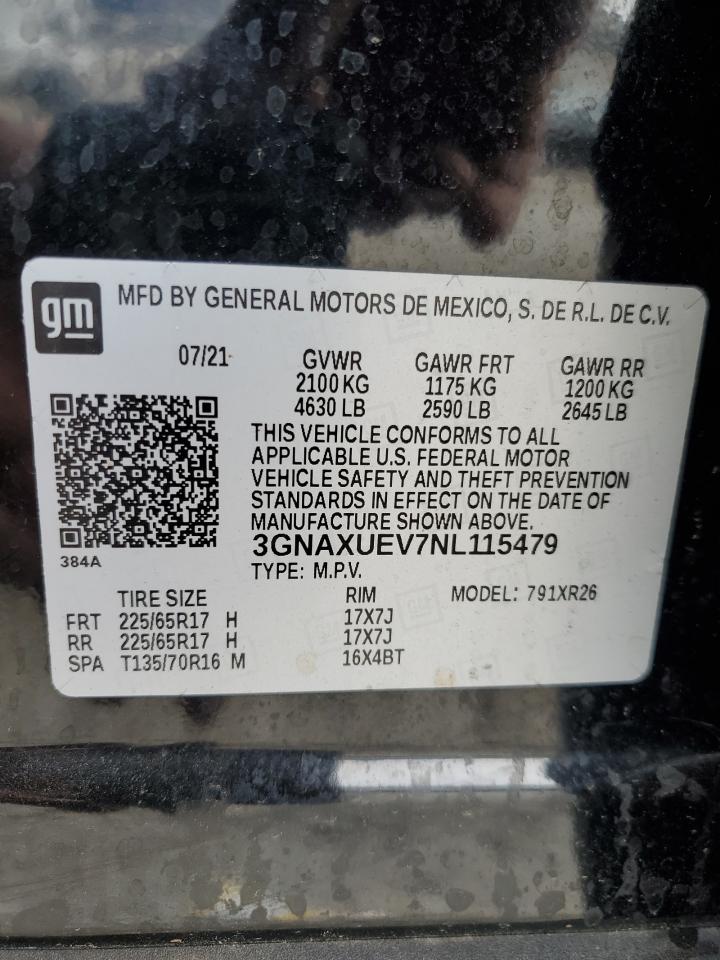 gm
MFD BY GENERAL MOTORS DE MEXICO, S. DE R.L. DE C.V.
07/21 GVWR GAWR FRT GAWR RR
2100 KG 1175 KG 1200 KG
4630 LB 2590 LB 2645 LB
THIS VEHICLE CONFORMS TO ALL
APPLICABLE U.S. FEDERAL MOTOR
VEHICLE SAFETY AND THEFT PREVENTION
STANDARDS IN EFFECT ON THE DATE OF
MANUFACTURE SHOWN ABOVE.
384A
3GNAXUEV7NL115479
TYPE: M.P.V.
TIRE SIZE RIM MODEL: 791XR26
FRT 225/65R17 H 17X7J
RR 225/65R17 H 17X7J
SPA T135/70R16 M 16X4BT